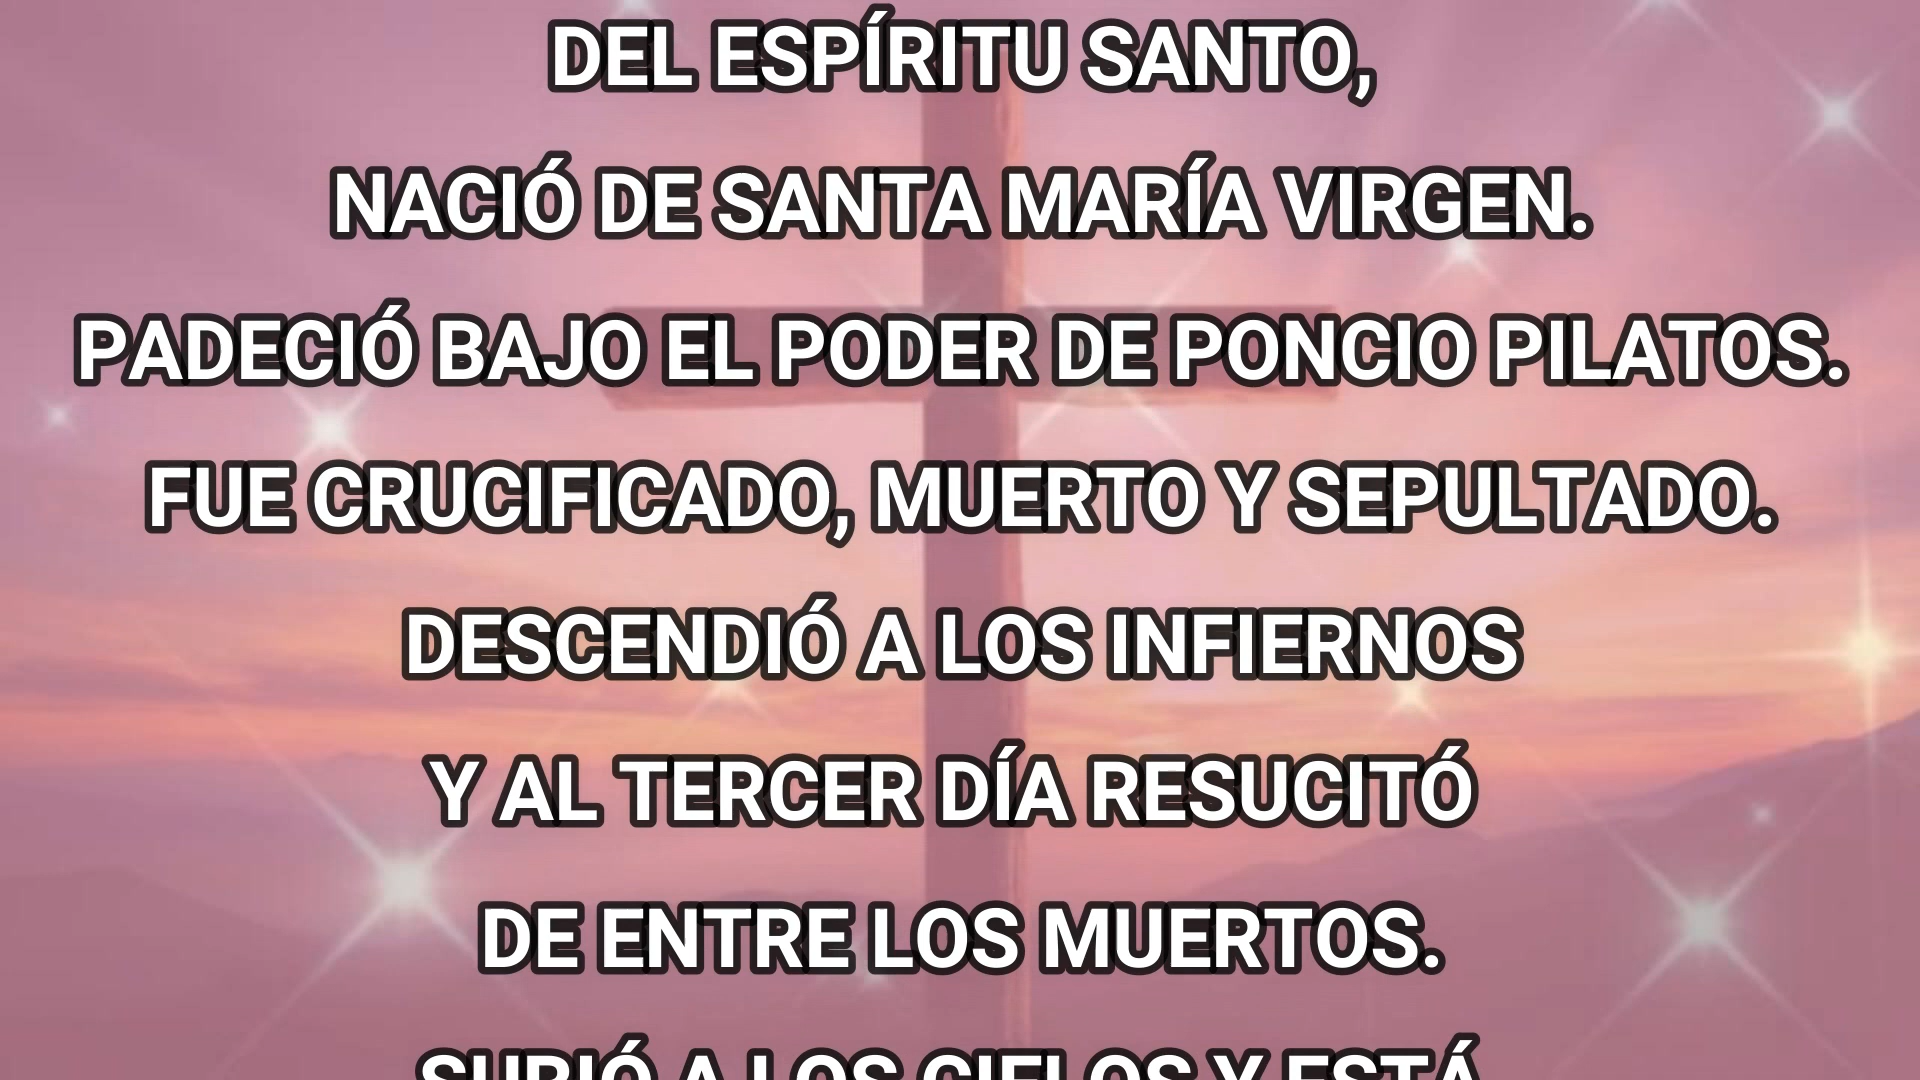 DEL ESPÍRITU SANTO,
NACIÓ DE SANTA MARÍA VIRGEN.
PADECIÓ BAJO EL PODER DE PONCIO PILATOS.
FUE CRUCIFICADO, MUERTO Y SEPULTADO.
DESCENDIÓ A LOS INFIERNOS
Y AL TERCER DÍA RESUCITÓ
DE ENTRE LOS MUERTOS.
SUBIÓ A LOS CIELOS Y ESTÁ